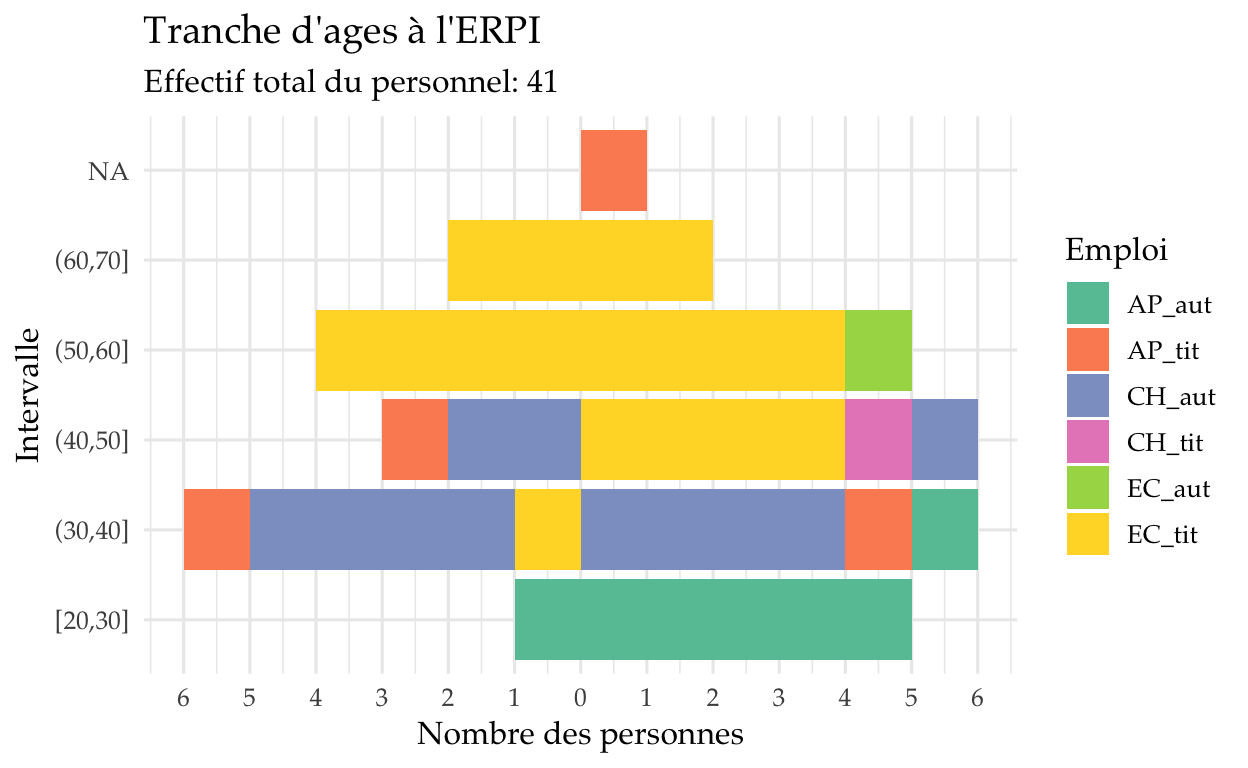 Tranche d'ages à l'ERPI
Effectif total du personnel: 41
NA
(60,70]
(50,60]
(40,50]
(30,40]
[20,30]
Intervalle
6 5 4 3 2 1 0 1 2 3 4 5 6
Nombre des personnes
Emploi
AP_aut
AP_tit
CH_aut
CH_tit
EC_aut
EC_tit